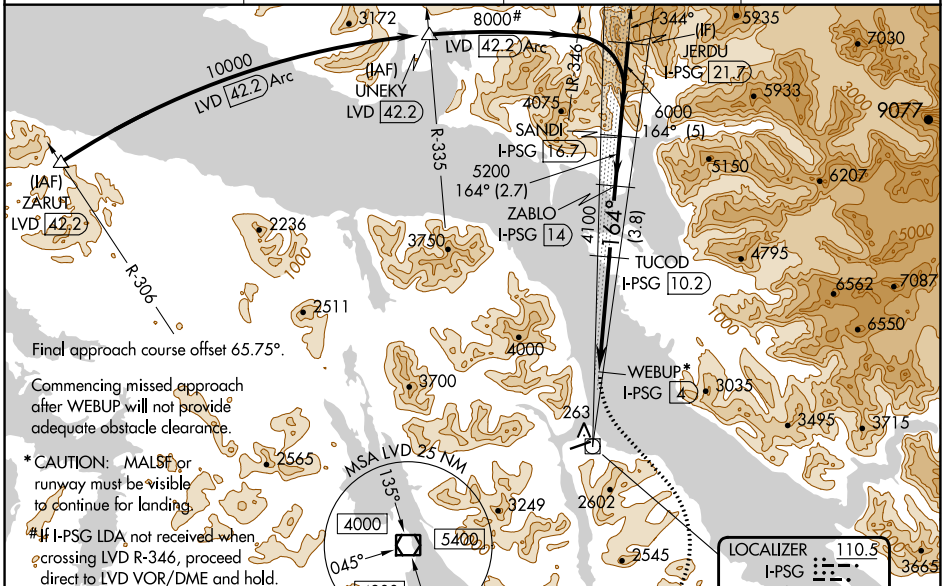 3172
8000#
LVD 42.2 Arc
344°
(IF)
JERDU
I-PSG 21.7
5935
7030
10000
LVD 42.2 Arc
(IAF)
UNEKY
LVD 42.2
LR-346
4075
5933
300
9077
6000
164° (5)
SANDI
I-PSG 16.7
R-335
5150
6207
5200
164° (2.7)
(IAF)
ZARUT
LVD 42.2
ZABLO
I-PSG 14
4100
164°
(3.8)
2236
1000
3750
5000
4795
TUCOD
I-PSG 10.2
R-306
6562
7087
2511
1000
6550
4000
Final approach course offset 65.75°.
WEBUP*
I-PSG 4
3035
3700
Commencing missed approach
after WEBUP will not provide
adequate obstacle clearance.
263
3495
3715
2565
MSA LVD 25 NM
* CAUTION: MALSF or
runway must be visible
to continue for landing.
135°
3249
2602
4000
5400
# If I-PSG LDA not received when
crossing LVD R-346, proceed
direct to LVD VOR/DME and hold.
045°
2545
LOCALIZER 110.5
I-PSG
3665